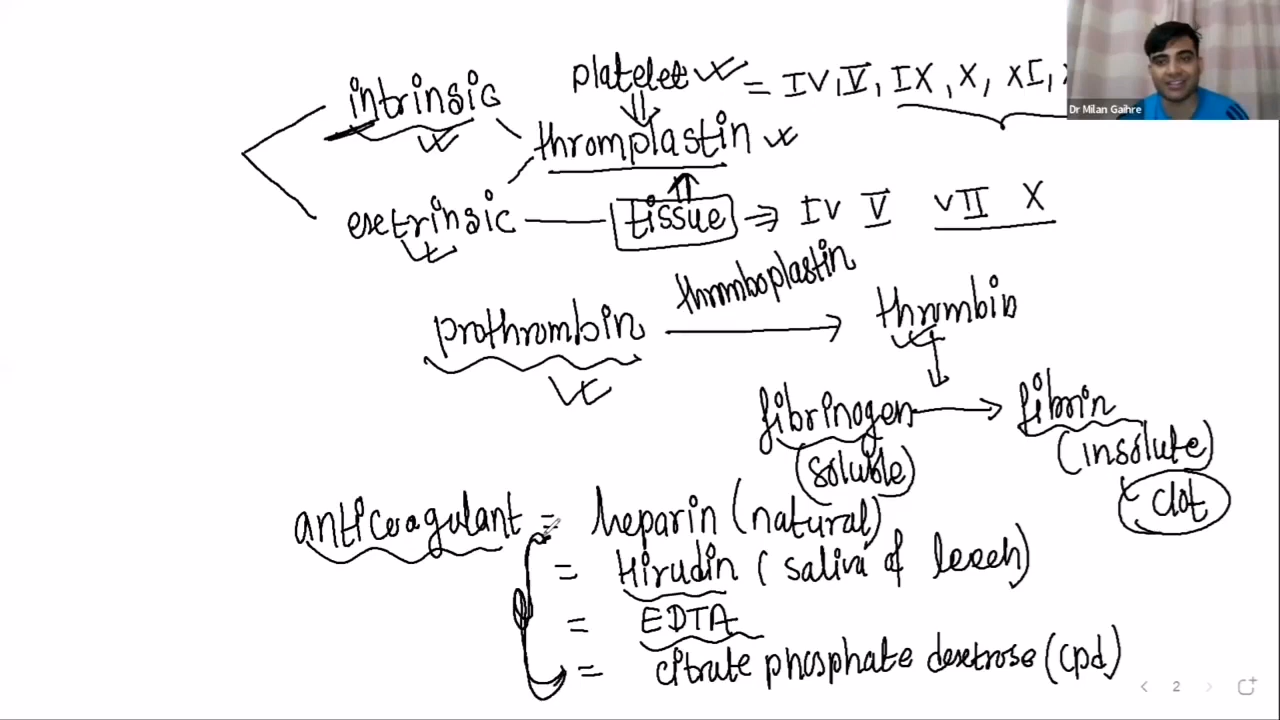 platelet = IV, V, IX, X, XI,
intrinsic
thromplastin
exetrinsic tissue ⇒ IV V VII X
thromboplastin
prothrombin → thrombin
fibrinogen → fibrin
(soluble) (insolute)
clot
anticoagulant = heparin (natural)
= Hirudin ( saliva of leech)
= EDTA
= citrate phosphate dextrose (cpd)
Dr Milan Gaihre
2